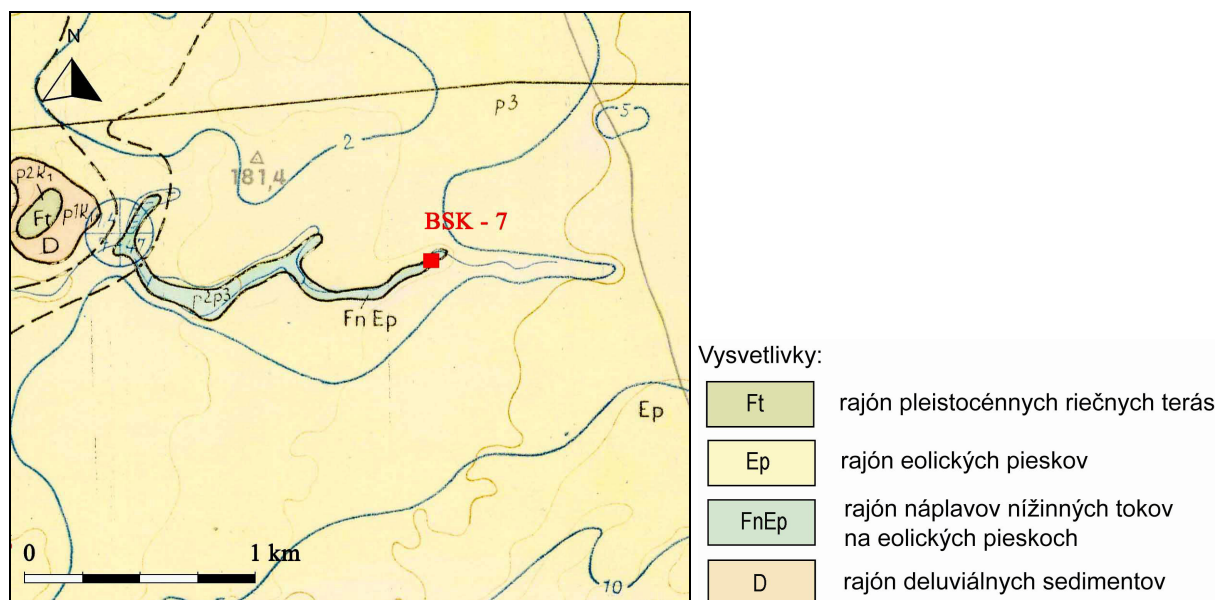 N
p3
5
2
181,4
p2k₁
Ft
p1k
D
BSK - 7
p2p3
Fn Ep
Ep
0
1 km
10
Vysvetlivky:
Ft
rajón pleistocénnych riečnych terás
Ep
rajón eolických pieskov
FnEp
rajón náplavov nížinných tokov
na eolických pieskoch
D
rajón deluviálnych sedimentov